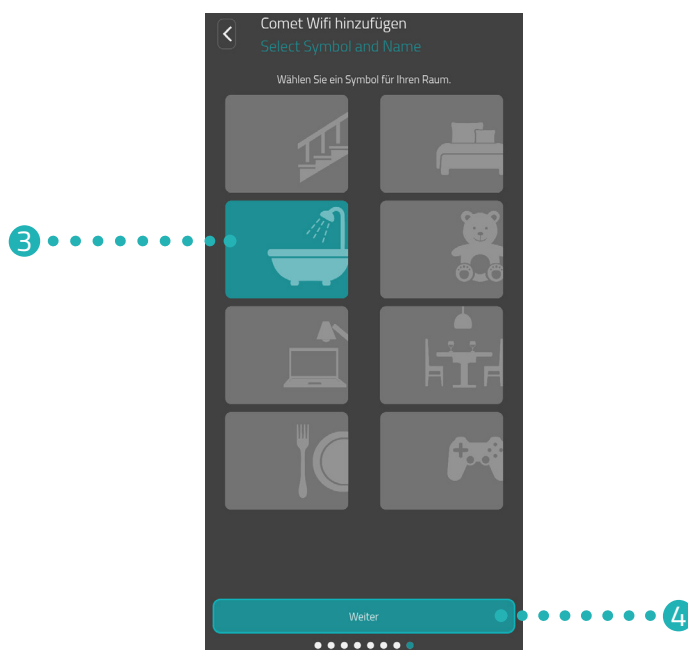 Comet Wifi hinzufügen
Select Symbol and Name
Wählen Sie ein Symbol für Ihren Raum.
3
Weiter
4